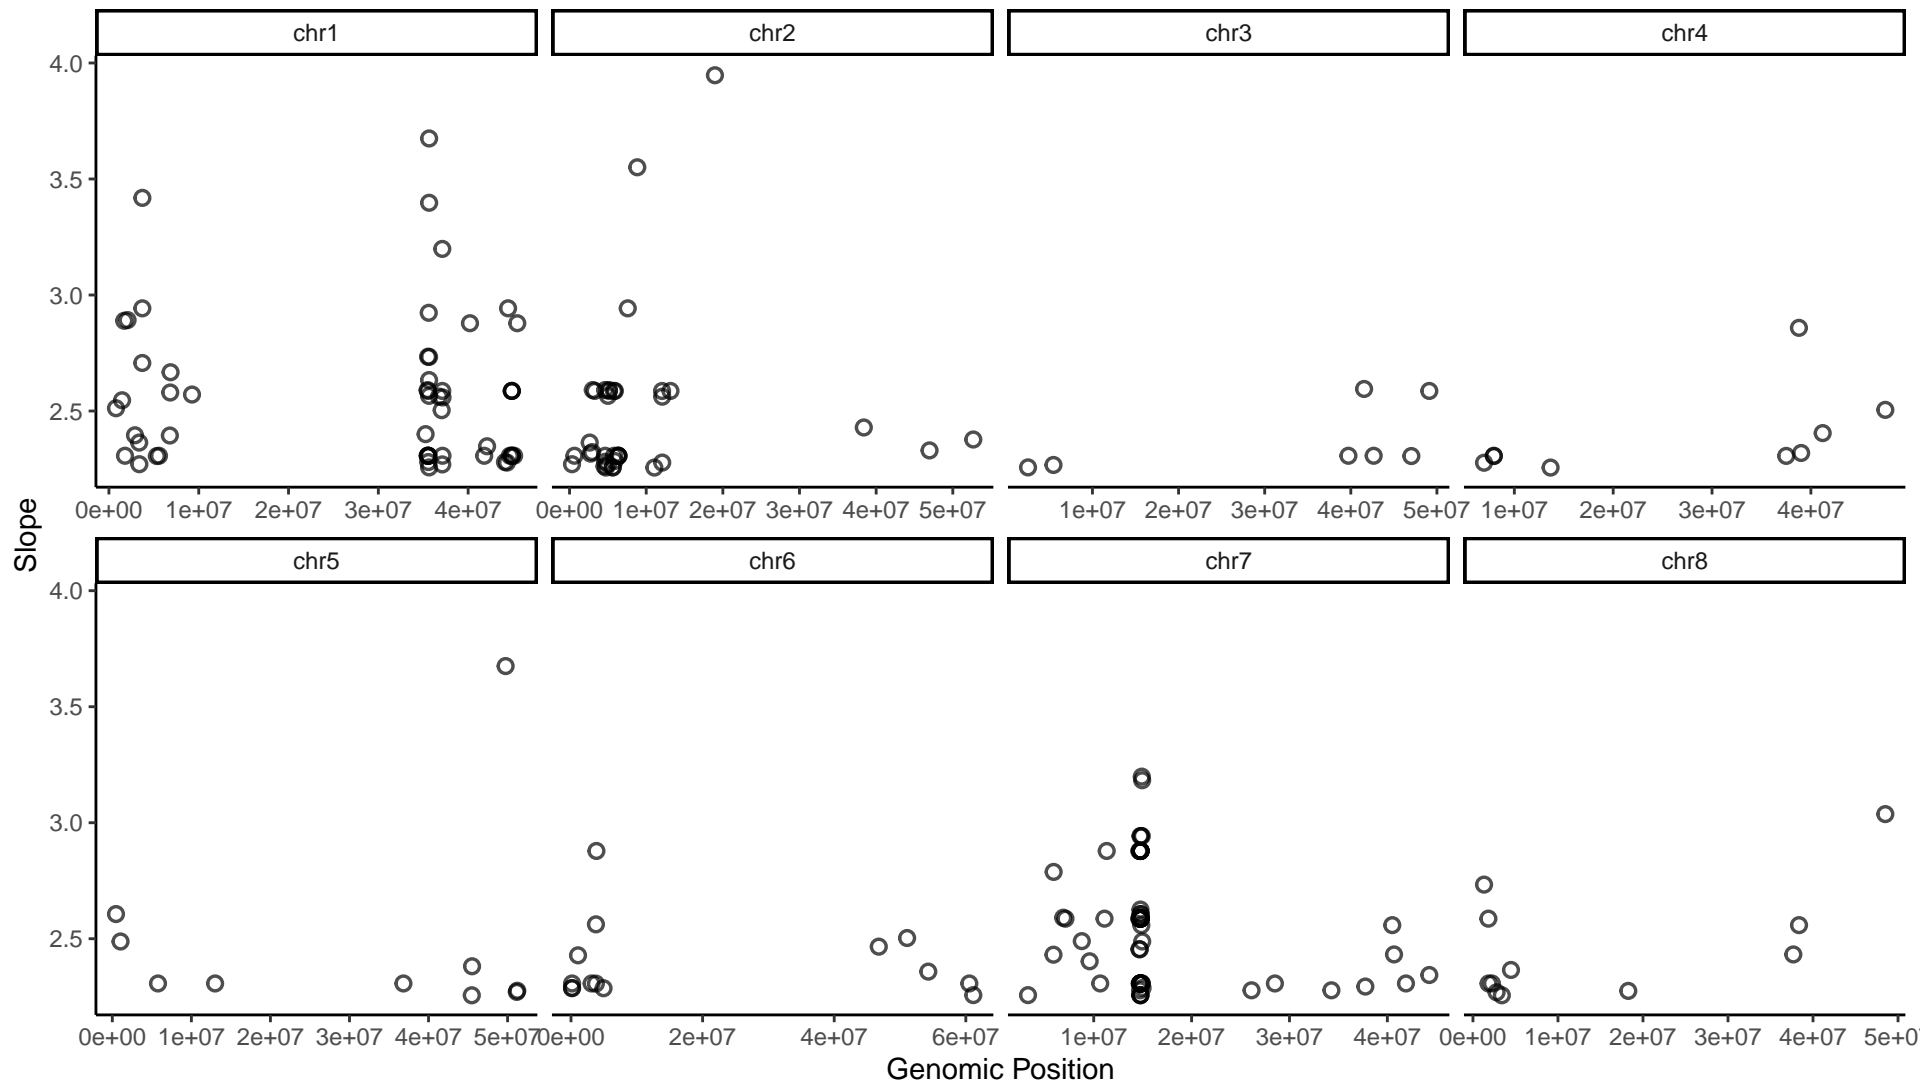 chr1 chr2 chr3 chr4
4.0
3.5
3.0
2.5
0e+00 1e+07 2e+07 3e+07 4e+07 0e+00 1e+07 2e+07 3e+07 4e+07 5e+07 1e+07 2e+07 3e+07 4e+07 5e+07 1e+07 2e+07 3e+07 4e+07
Slope
chr5 chr6 chr7 chr8
4.0
3.5
3.0
2.5
0e+00 1e+07 2e+07 3e+07 4e+07 5e+07 0e+00 2e+07 4e+07 6e+07 1e+07 2e+07 3e+07 4e+07 0e+00 1e+07 2e+07 3e+07 4e+07 5e+0
Genomic Position